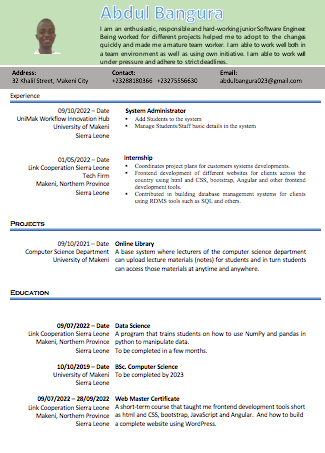 Abdul Bangura
I am an enthusiastic, responsible and hard-working junior Software Engineer
Being worked for different projects helped me to adopt to the changes
quickly and made me a mature team worker. I am able to work well both in
a team environment as well as using own initiative. I am able to work well
under pressure and adhere to strict deadlines.
Address: Contact: Email:
32 Khalil Street, Makeni City +23288180366 +23275556630 abdulbangura023@gmail.com
Experience
09/10/2022 – Date System Administrator
UniMak Workflow Innovation Hub • Add Students to the system
University of Makeni • Manage Students/Staff basic details in the system
Sierra Leone
01/05/2022 – Date Internship
Link Cooperation Sierra Leone • Coordinates project plans for customers systems developments.
Tech Firm • Frontend development of different websites for clients across the
Makeni, Northern Province country using html and CSS, bootstrap, Angular and other frontend
Sierra Leone development tools.
• Contributed in building database management systems for clients
using RDMS tools such as SQL and others.
PROJECTS
09/10/2021 – Date Online Library
Computer Science Department A base system where lecturers of the computer science department
University of Makeni can upload lecture materials (notes) for students and in turn students
can access those materials at anytime and anywhere.
EDUCATION
09/07/2022 – Date Data Science
Link Cooperation Sierra Leone A program that trains students on how to use NumPy and pandas in
Makeni, Northern Province python to manipulate data.
Sierra Leone To be completed in a few months.
10/10/2019 – Date BSc. Computer Science
University of Makeni To be completed by 2023
Sierra Leone
09/07/2022 – 28/09/2022 Web Master Certificate
Link Cooperation Sierra Leone A short-term course that taught me frontend development tools short
Makeni, Northern Province as html and CSS, bootstrap, JavaScript and Angular. And how to build
Sierra Leone a complete website using WordPress.